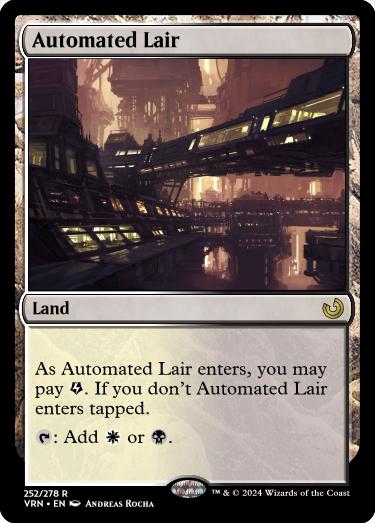 Automated Lair
Land
As Automated Lair enters, you may
pay . If you don't Automated Lair
enters tapped.
: Add or .
252/278 R
VRN • EN Andreas Rocha
™ & © 2024 Wizards of the Coast